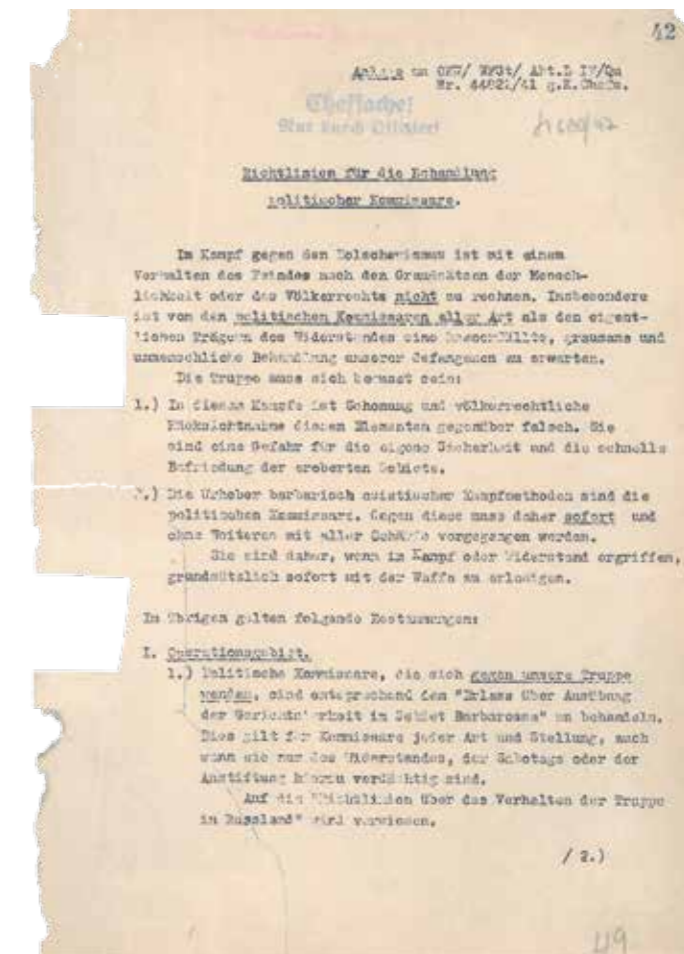 42
Anlage zu OKW/ WFSt/ Abt.L IV/Qu
Nr. 44822/41 g.K.Chefs.
Chefsache!
Nur durch Offizier!
Richtlinien für die Behandlung
politischer Kommissare.
Im Kampf gegen den Bolschewismus ist mit einem
Verhalten des Feindes nach den Grundsätzen der Mensch-
lichkeit oder des Völkerrechts nicht zu rechnen. Insbesondere
ist von den politischen Kommissaren aller Art als den eigent-
lichen Trägern des Widerstandes eine hasserfüllte, grausame und
unmenschliche Behandlung unserer Gefangenen zu erwarten.
Die Truppe muss sich bewusst sein:
1.) In diesem Kampfe ist Schonung und völkerrechtliche
Rücksichtnahme diesen Elementen gegenüber falsch. Sie
sind eine Gefahr für die eigene Sicherheit und die schnelle
Befriedung der eroberten Gebiete.
2.) Die Urheber barbarisch asiatischer Kampfmethoden sind die
politischen Kommissare. Gegen diese muss daher sofort und
ohne Weiteres mit aller Schärfe vorgegangen werden.
Sie sind daher, wenn im Kampf oder Widerstand ergriffen,
grundsätzlich sofort mit der Waffe zu erledigen.
Im Übrigen gelten folgende Bestimmungen:
I. Operationsgebiet.
1.) Politische Kommissare, die sich gegen unsere Truppe
wenden, sind entsprechend dem "Erlass über Ausübung
der Gerichtsbarkeit im Gebiet Barbarossa" zu behandeln.
Dies gilt für Kommissare jeder Art und Stellung, auch
wenn sie nur des Widerstandes, der Sabotage oder der
Anstiftung hierzu verdächtig sind.
Auf die "Richtlinien über das Verhalten der Truppe
in Russland" wird verwiesen.
/ 2.)
49